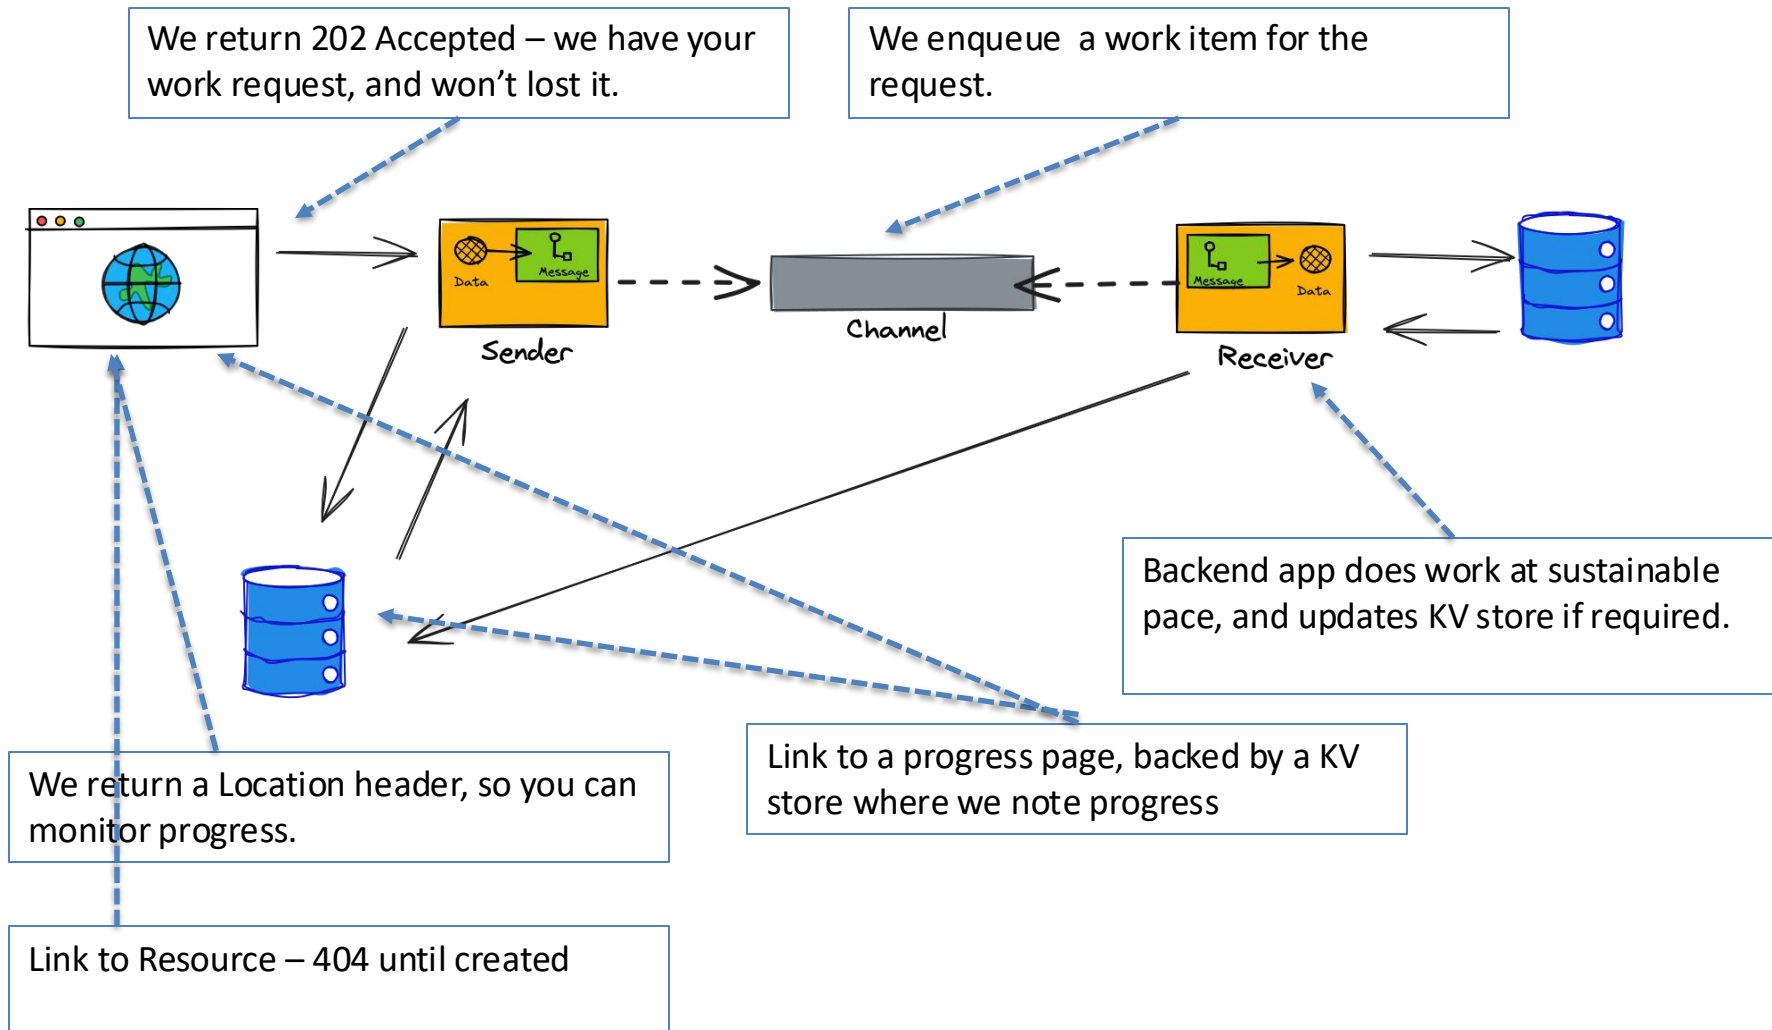 We return 202 Accepted – we have your
work request, and won’t lost it.
We enqueue  a work item for the
request.
Data
Message
Sender
Channel
Message
Data
Receiver
Backend app does work at sustainable
pace, and updates KV store if required.
Link to a progress page, backed by a KV
store where we note progress
We return a Location header, so you can
monitor progress.
Link to Resource – 404 until created